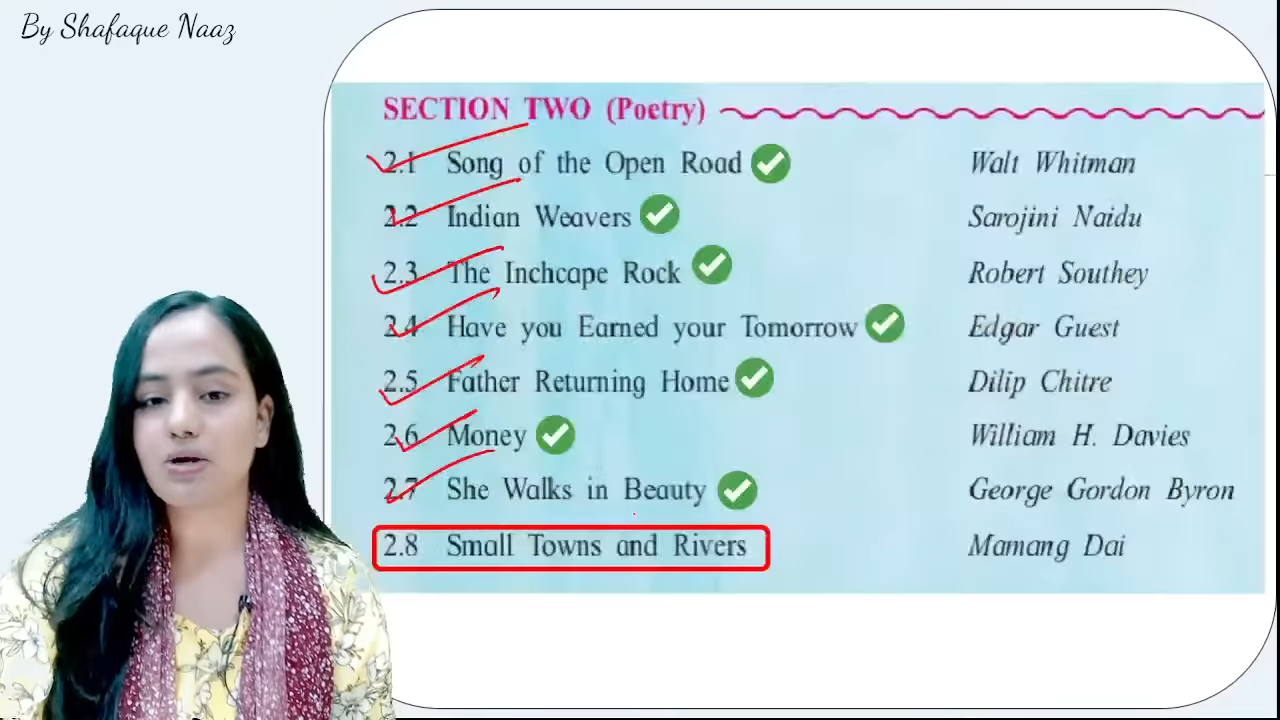 By Shafaque Naaz
SECTION TWO (Poetry)
2.1 Song of the Open Road Walt Whitman
2.2 Indian Weavers Sarojini Naidu
2.3 The Inchcape Rock Robert Southey
2.4 Have you Earned your Tomorrow Edgar Guest
2.5 Father Returning Home Dilip Chitre
2.6 Money William H. Davies
2.7 She Walks in Beauty George Gordon Byron
2.8 Small Towns and Rivers Mamang Dai